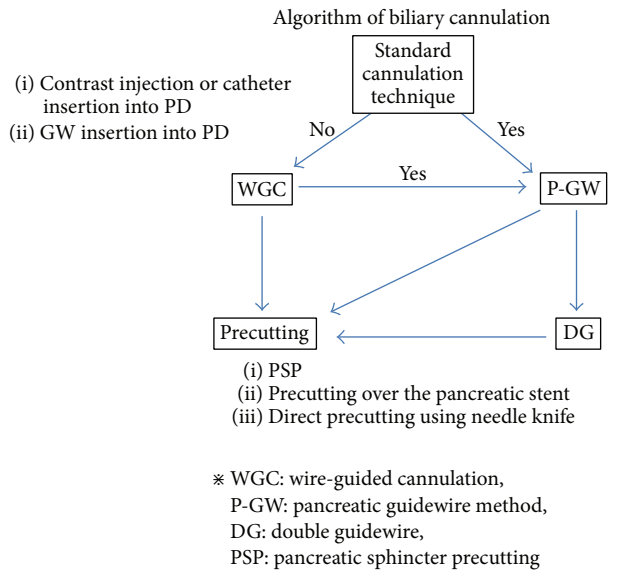 Algorithm of biliary cannulation
Standard
cannulation
technique
(i) Contrast injection or catheter
insertion into PD
(ii) GW insertion into PD
No
Yes
WGC
Yes
P-GW
Precutting
DG
(i) PSP
(ii) Precutting over the pancreatic stent
(iii) Direct precutting using needle knife
※ WGC: wire-guided cannulation,
P-GW: pancreatic guidewire method,
DG: double guidewire,
PSP: pancreatic sphincter precutting